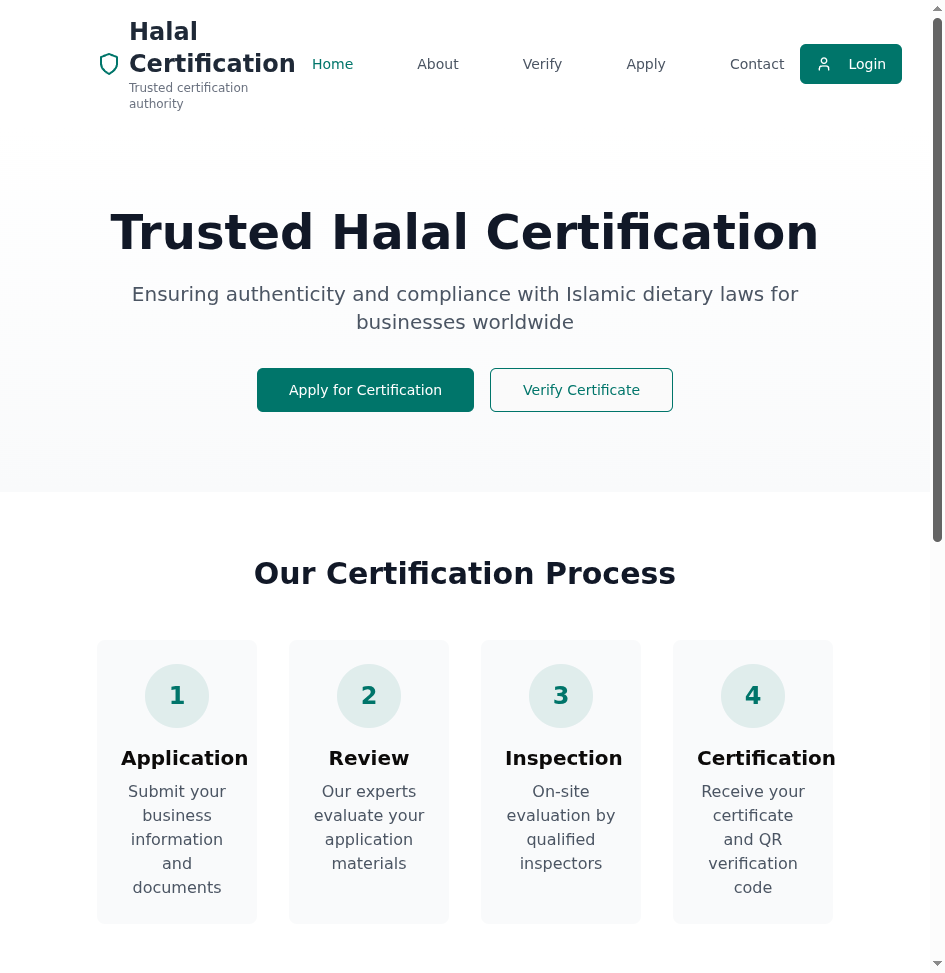 Halal
Certification
Trusted certification
authority
Home
About
Verify
Apply
Contact
Login
Trusted Halal Certification
Ensuring authenticity and compliance with Islamic dietary laws for
businesses worldwide
Apply for Certification
Verify Certificate
Our Certification Process
1
Application
Submit your
business
information
and
documents
2
Review
Our experts
evaluate your
application
materials
3
Inspection
On-site
evaluation by
qualified
inspectors
4
Certification
Receive your
certificate
and QR
verification
code